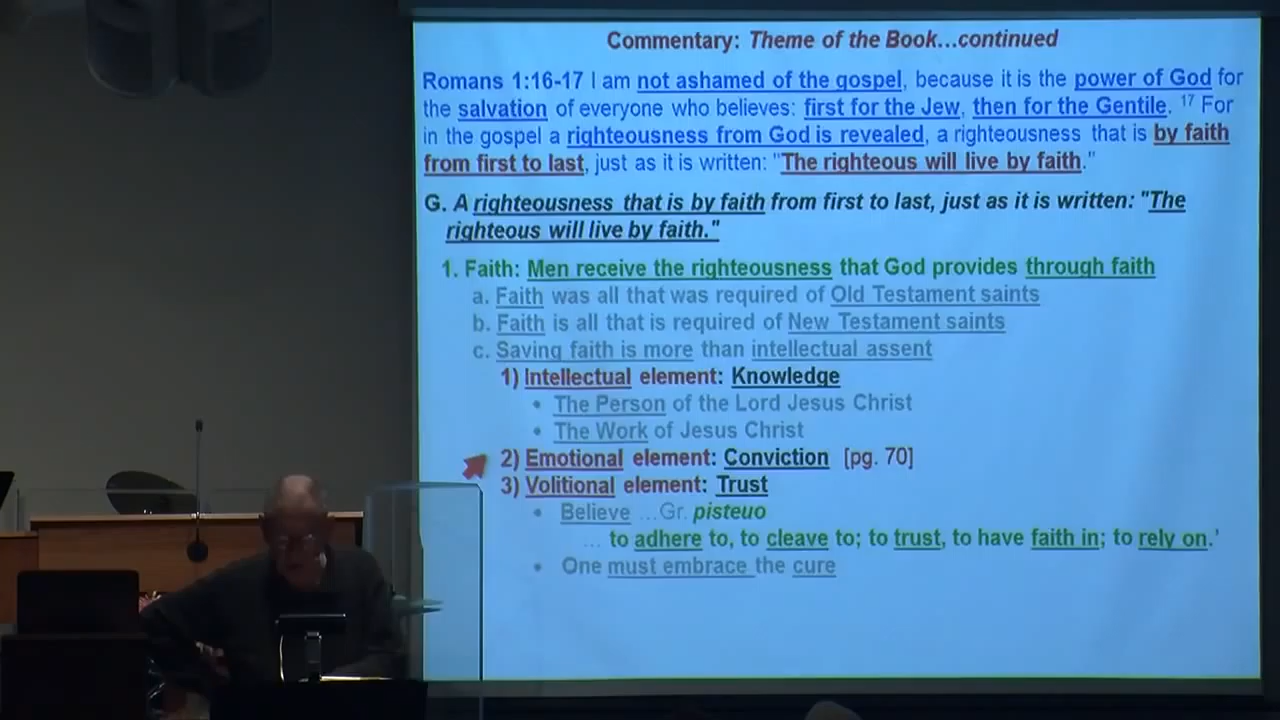 Commentary: Theme of the Book...continued
Romans 1:16-17 I am not ashamed of the gospel, because it is the power of God for
the salvation of everyone who believes: first for the Jew, then for the Gentile. 17 For
in the gospel a righteousness from God is revealed, a righteousness that is by faith
from first to last, just as it is written: "The righteous will live by faith."
G. A righteousness that is by faith from first to last, just as it is written: "The
righteous will live by faith."
1. Faith: Men receive the righteousness that God provides through faith
a. Faith was all that was required of Old Testament saints
b. Faith is all that is required of New Testament saints
c. Saving faith is more than intellectual assent
1) Intellectual element: Knowledge
• The Person of the Lord Jesus Christ
• The Work of Jesus Christ
2) Emotional element: Conviction [pg. 70]
3) Volitional element: Trust
• Believe ...Gr. pisteuo
... to adhere to, to cleave to; to trust, to have faith in; to rely on.'
• One must embrace the cure